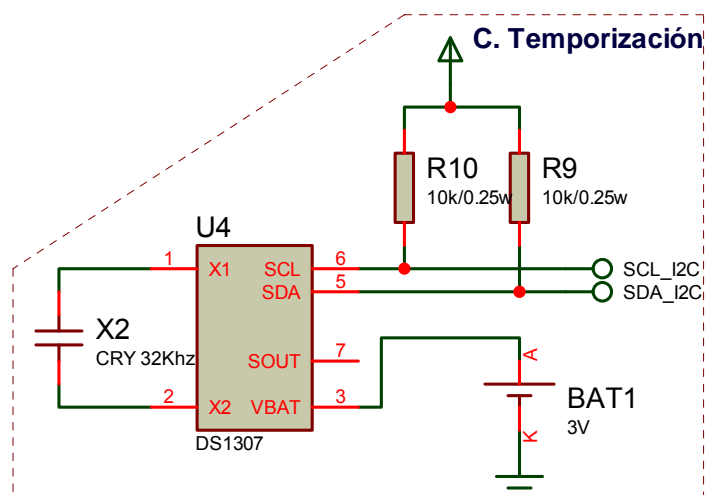 C. Temporización
R10
10k/0.25w
R9
10k/0.25w
U4
1
X1
SCL
6
SCL_I2C
SDA
5
SDA_I2C
X2
CRY 32Khz
SOUT
7
A
2
X2
VBAT
3
BAT1
3V
K
DS1307